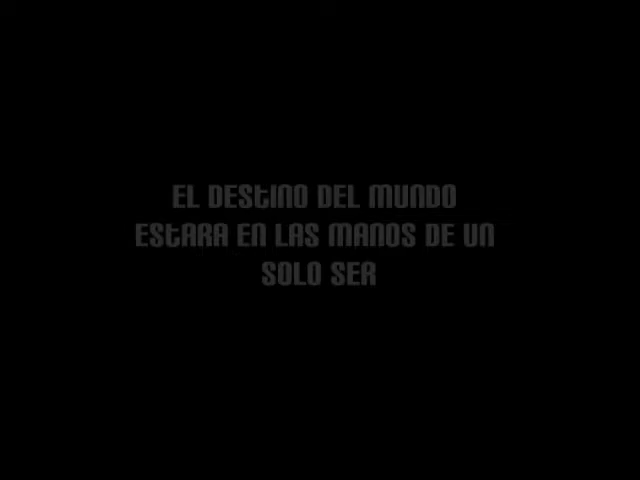 EL DESTINO DEL MUNDO
ESTARA EN LAS MANOS DE UN
SOLO SER